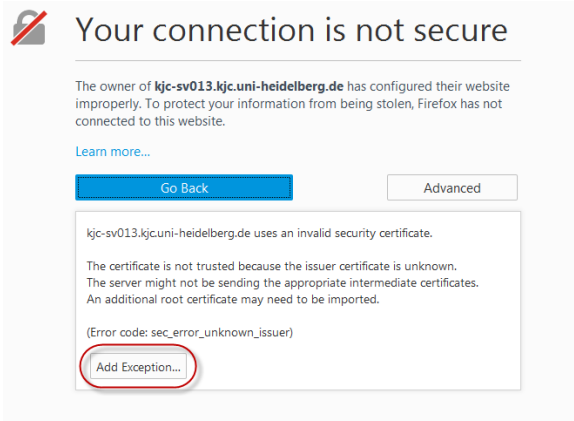 Your connection is not secure
The owner of kjc-sv013.kjc.uni-heidelberg.de has configured their website
improperly. To protect your information from being stolen, Firefox has not
connected to this website.
Learn more...
Go Back
Advanced
kjc-sv013.kjc.uni-heidelberg.de uses an invalid security certificate.
The certificate is not trusted because the issuer certificate is unknown.
The server might not be sending the appropriate intermediate certificates.
An additional root certificate may need to be imported.
(Error code: sec_error_unknown_issuer)
Add Exception...